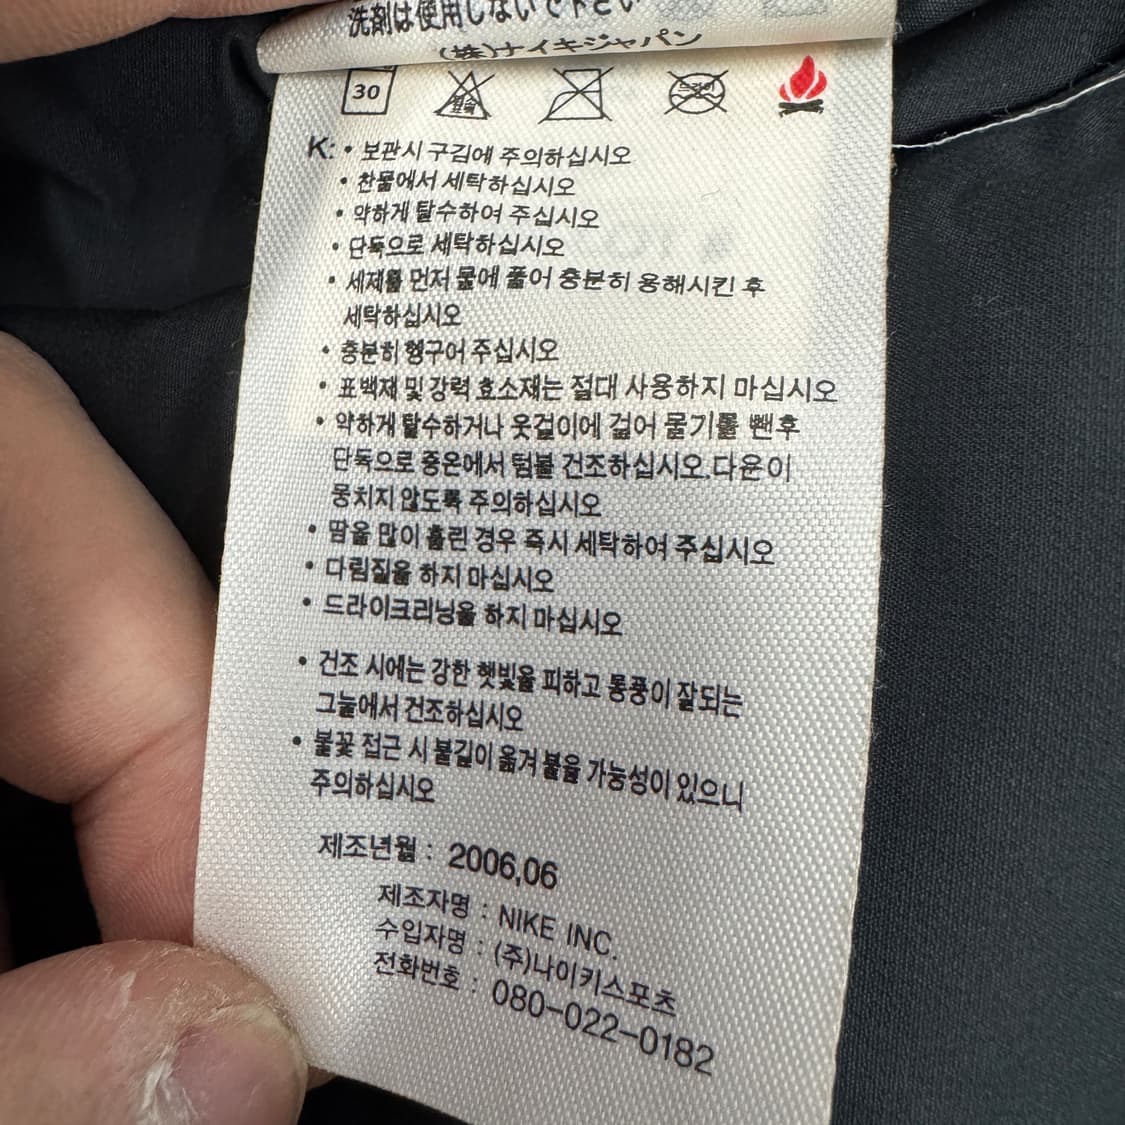 洗剤は使用しないで下さい
(株)ナイキジャパン
30
약속
드라이
K: • 보관시 구김에 주의하십시오
• 찬물에서 세탁하십시오
• 약하게 탈수하여 주십시오
• 단독으로 세탁하십시오
• 세제를 먼저 물에 풀어 충분히 용해시킨 후
세탁하십시오
• 충분히 헹구어 주십시오
• 표백제 및 강력 효소재는 절대 사용하지 마십시오
• 약하게 탈수하거나 옷걸이에 걸어 물기를 뺀후
단독으로 중온에서 텀블 건조하십시오.다운이
뭉치지 않도록 주의하십시오
• 땀을 많이 흘린 경우 즉시 세탁하여 주십시오
• 다림질을 하지 마십시오
• 드라이크리닝을 하지 마십시오
• 건조 시에는 강한 햇빛을 피하고 통풍이 잘되는
그늘에서 건조하십시오
• 불꽃 접근 시 불길이 옮겨 붙을 가능성이 있으니
주의하십시오
제조년월 : 2006,06
제조자명 : NIKE INC.
수입자명 : (주)나이키스포츠
전화번호 : 080-022-0182